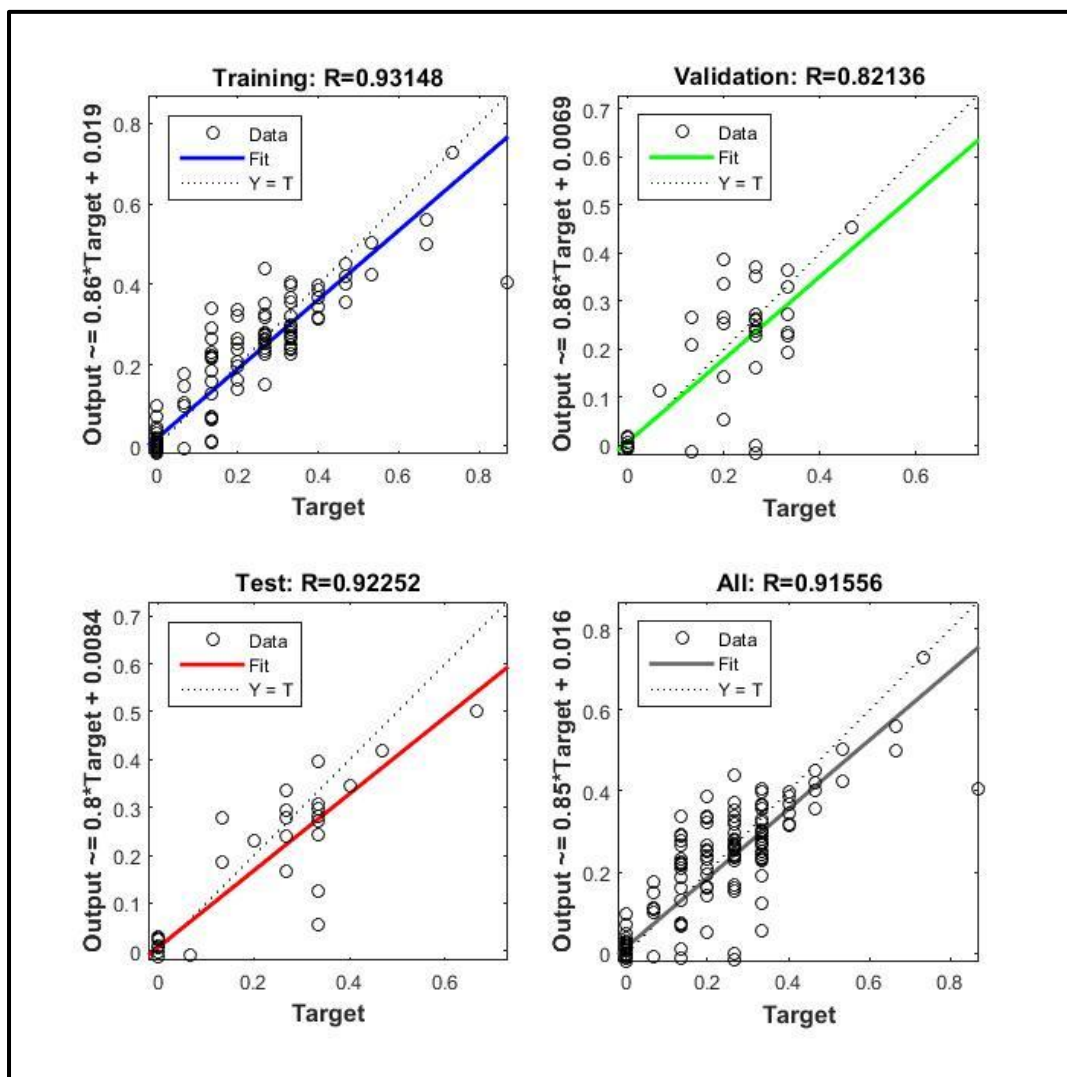 Training: R=0.93148
Output ~= 0.86*Target + 0.019
Data
Fit
Y = T
0.8
0.6
0.4
0.2
0
0 0.2 0.4 0.6 0.8
Target
Validation: R=0.82136
Output ~= 0.86*Target + 0.0069
Data
Fit
Y = T
0.7
0.6
0.5
0.4
0.3
0.2
0.1
0
0 0.2 0.4 0.6
Target
Test: R=0.92252
Output ~= 0.8*Target + 0.0084
Data
Fit
Y = T
0.7
0.6
0.5
0.4
0.3
0.2
0.1
0
0 0.2 0.4 0.6
Target
All: R=0.91556
Output ~= 0.85*Target + 0.016
Data
Fit
Y = T
0.8
0.6
0.4
0.2
0
0 0.2 0.4 0.6 0.8
Target